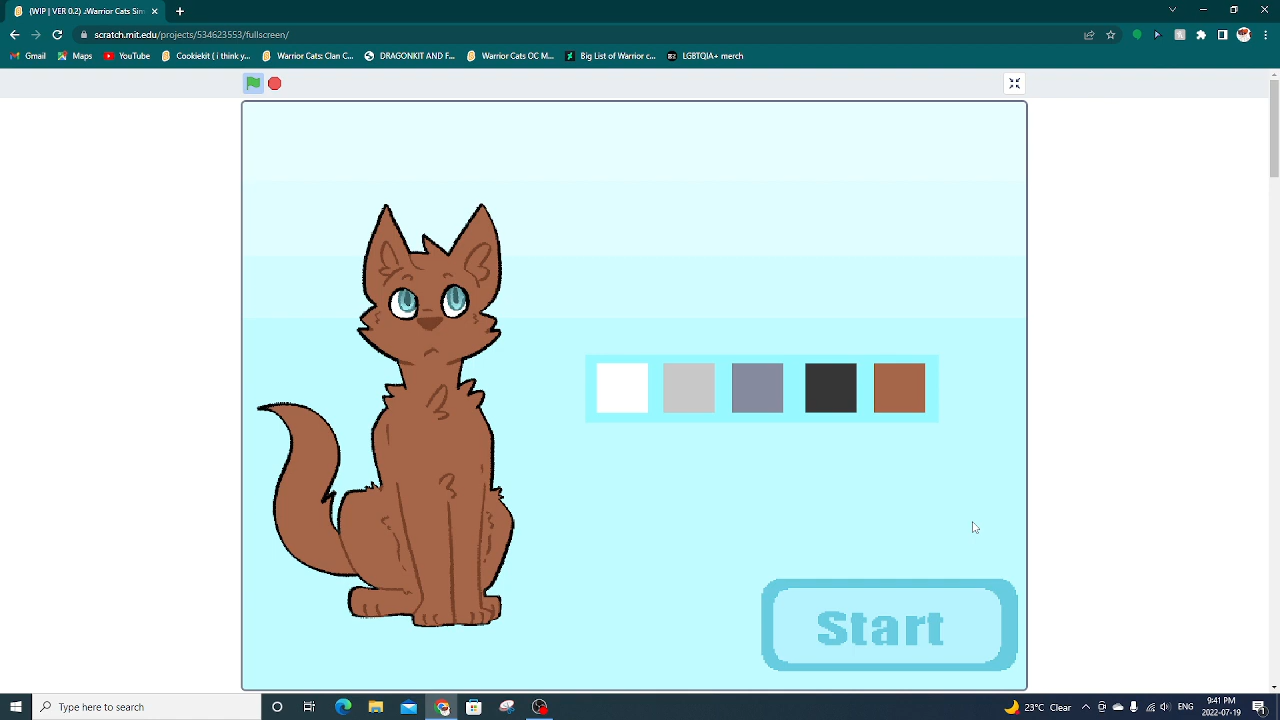 (WIP | VER 0.2) :Warrior Cats Sim
scratch.mit.edu/projects/534623553/fullscreen/
Gmail
Maps
YouTube
Cookiekit ( i think y...
Warrior Cats: Clan C...
DRAGONKIT AND F...
Warrior Cats OC M...
Big List of Warrior c...
LGBTQIA+ merch
Start
Type here to search
23°C Clear
ENG
9:41 PM
2022-07-19